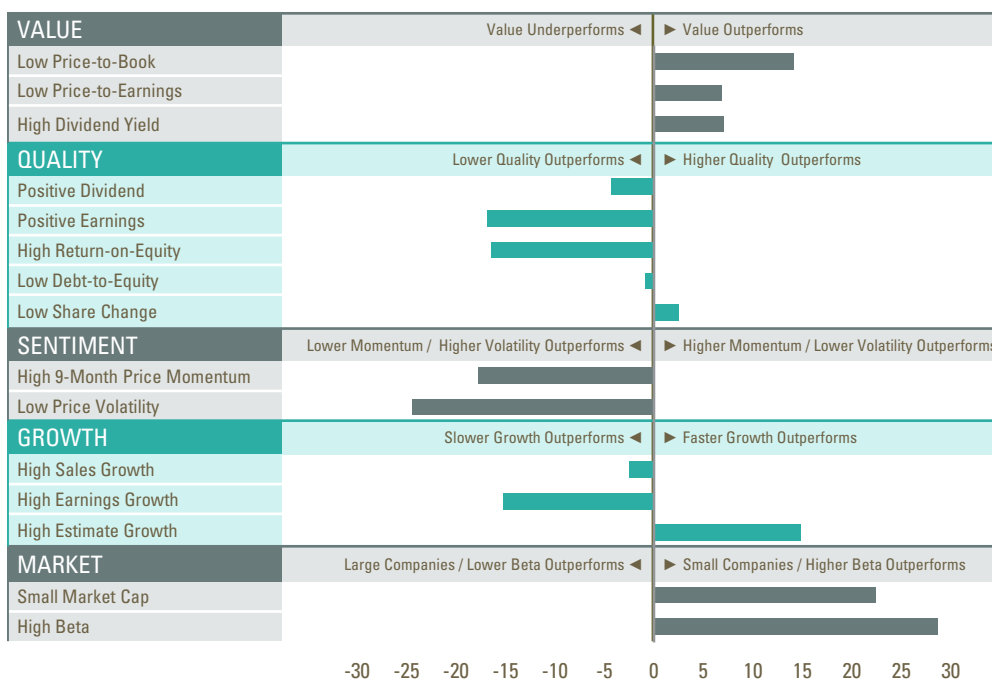 VALUE Value Underperforms ◄ ► Value Outperforms
Low Price-to-Book
Low Price-to-Earnings
High Dividend Yield
QUALITY Lower Quality Outperforms ◄ ► Higher Quality Outperforms
Positive Dividend
Positive Earnings
High Return-on-Equity
Low Debt-to-Equity
Low Share Change
SENTIMENT Lower Momentum / Higher Volatility Outperforms ◄ ► Higher Momentum / Lower Volatility Outperforms
High 9-Month Price Momentum
Low Price Volatility
GROWTH Slower Growth Outperforms ◄ ► Faster Growth Outperforms
High Sales Growth
High Earnings Growth
High Estimate Growth
MARKET Large Companies / Lower Beta Outperforms ◄ ► Small Companies / Higher Beta Outperforms
Small Market Cap
High Beta
-30 -25 -20 -15 -10 -5 0 5 10 15 20 25 30